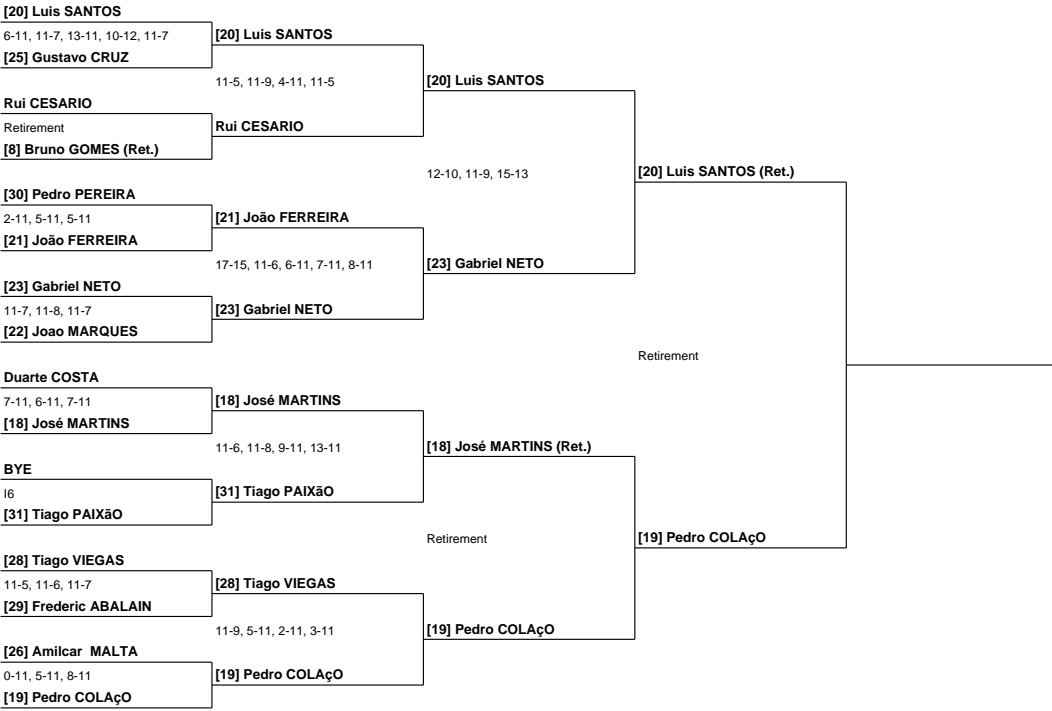 [20] Luis SANTOS
6-11, 11-7, 13-11, 10-12, 11-7
[25] Gustavo CRUZ
Rui CESARIO
Retirement
[8] Bruno GOMES (Ret.)
[30] Pedro PEREIRA
2-11, 5-11, 5-11
[21] João FERREIRA
[23] Gabriel NETO
11-7, 11-8, 11-7
[22] Joao MARQUES
Duarte COSTA
7-11, 6-11, 7-11
[18] José MARTINS
BYE
I6
[31] Tiago PAIXãO
[28] Tiago VIEGAS
11-5, 11-6, 11-7
[29] Frederic ABALAIN
[26] Amilcar  MALTA
0-11, 5-11, 8-11
[19] Pedro COLAçO
[20] Luis SANTOS
11-5, 11-9, 4-11, 11-5
Rui CESARIO
[21] João FERREIRA
17-15, 11-6, 6-11, 7-11, 8-11
[23] Gabriel NETO
[18] José MARTINS
11-6, 11-8, 9-11, 13-11
[31] Tiago PAIXãO
[28] Tiago VIEGAS
11-9, 5-11, 2-11, 3-11
[19] Pedro COLAçO
[20] Luis SANTOS
12-10, 11-9, 15-13
[23] Gabriel NETO
[18] José MARTINS (Ret.)
Retirement
[19] Pedro COLAçO
[20] Luis SANTOS (Ret.)
Retirement
[19] Pedro COLAçO